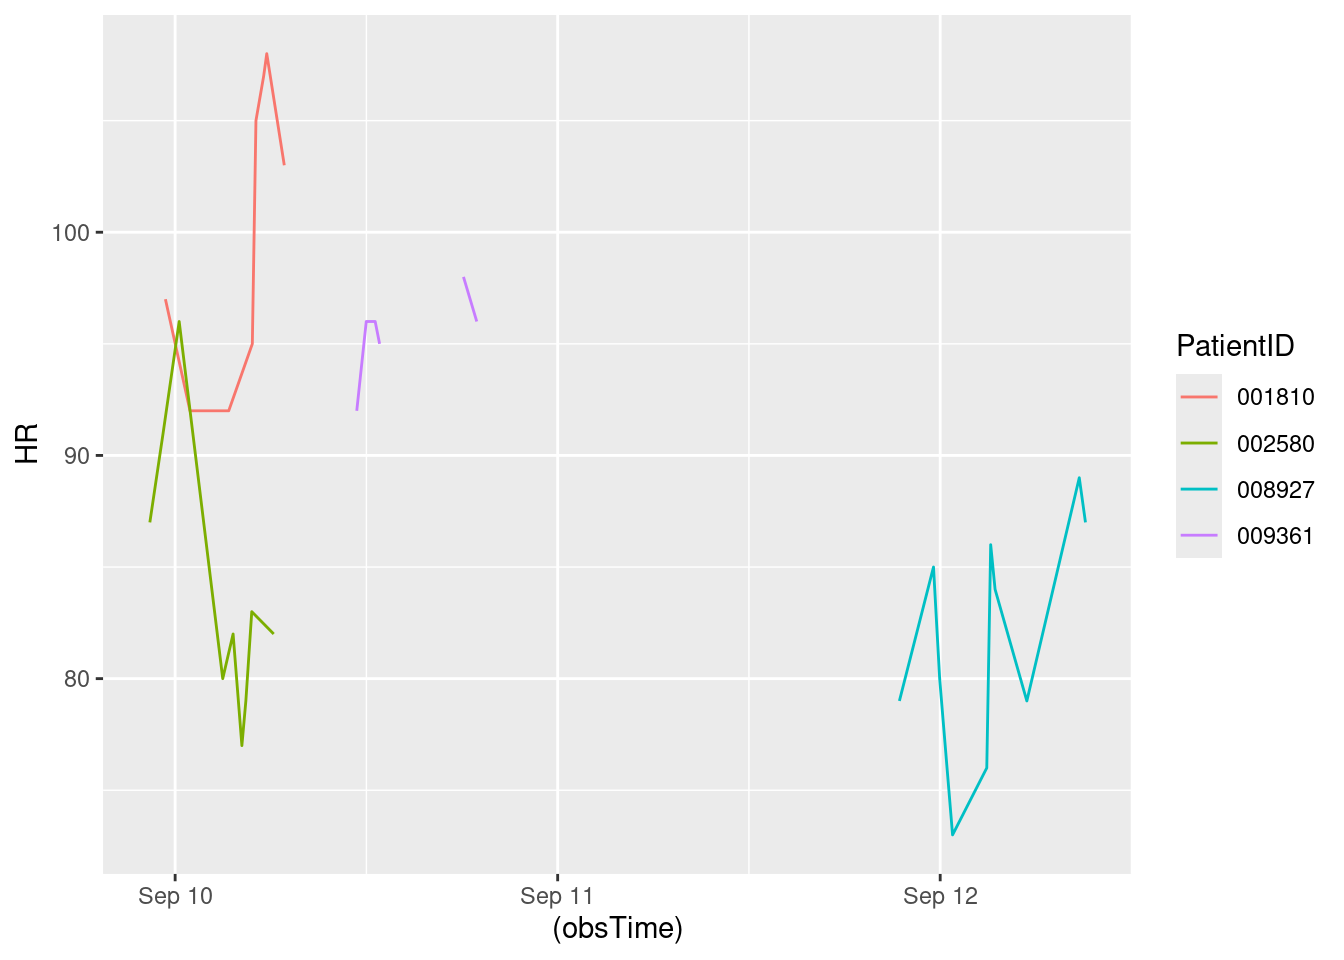 HR
100
90
80
Sep 10
Sep 11
Sep 12
(obsTime)
PatientID
001810
002580
008927
009361